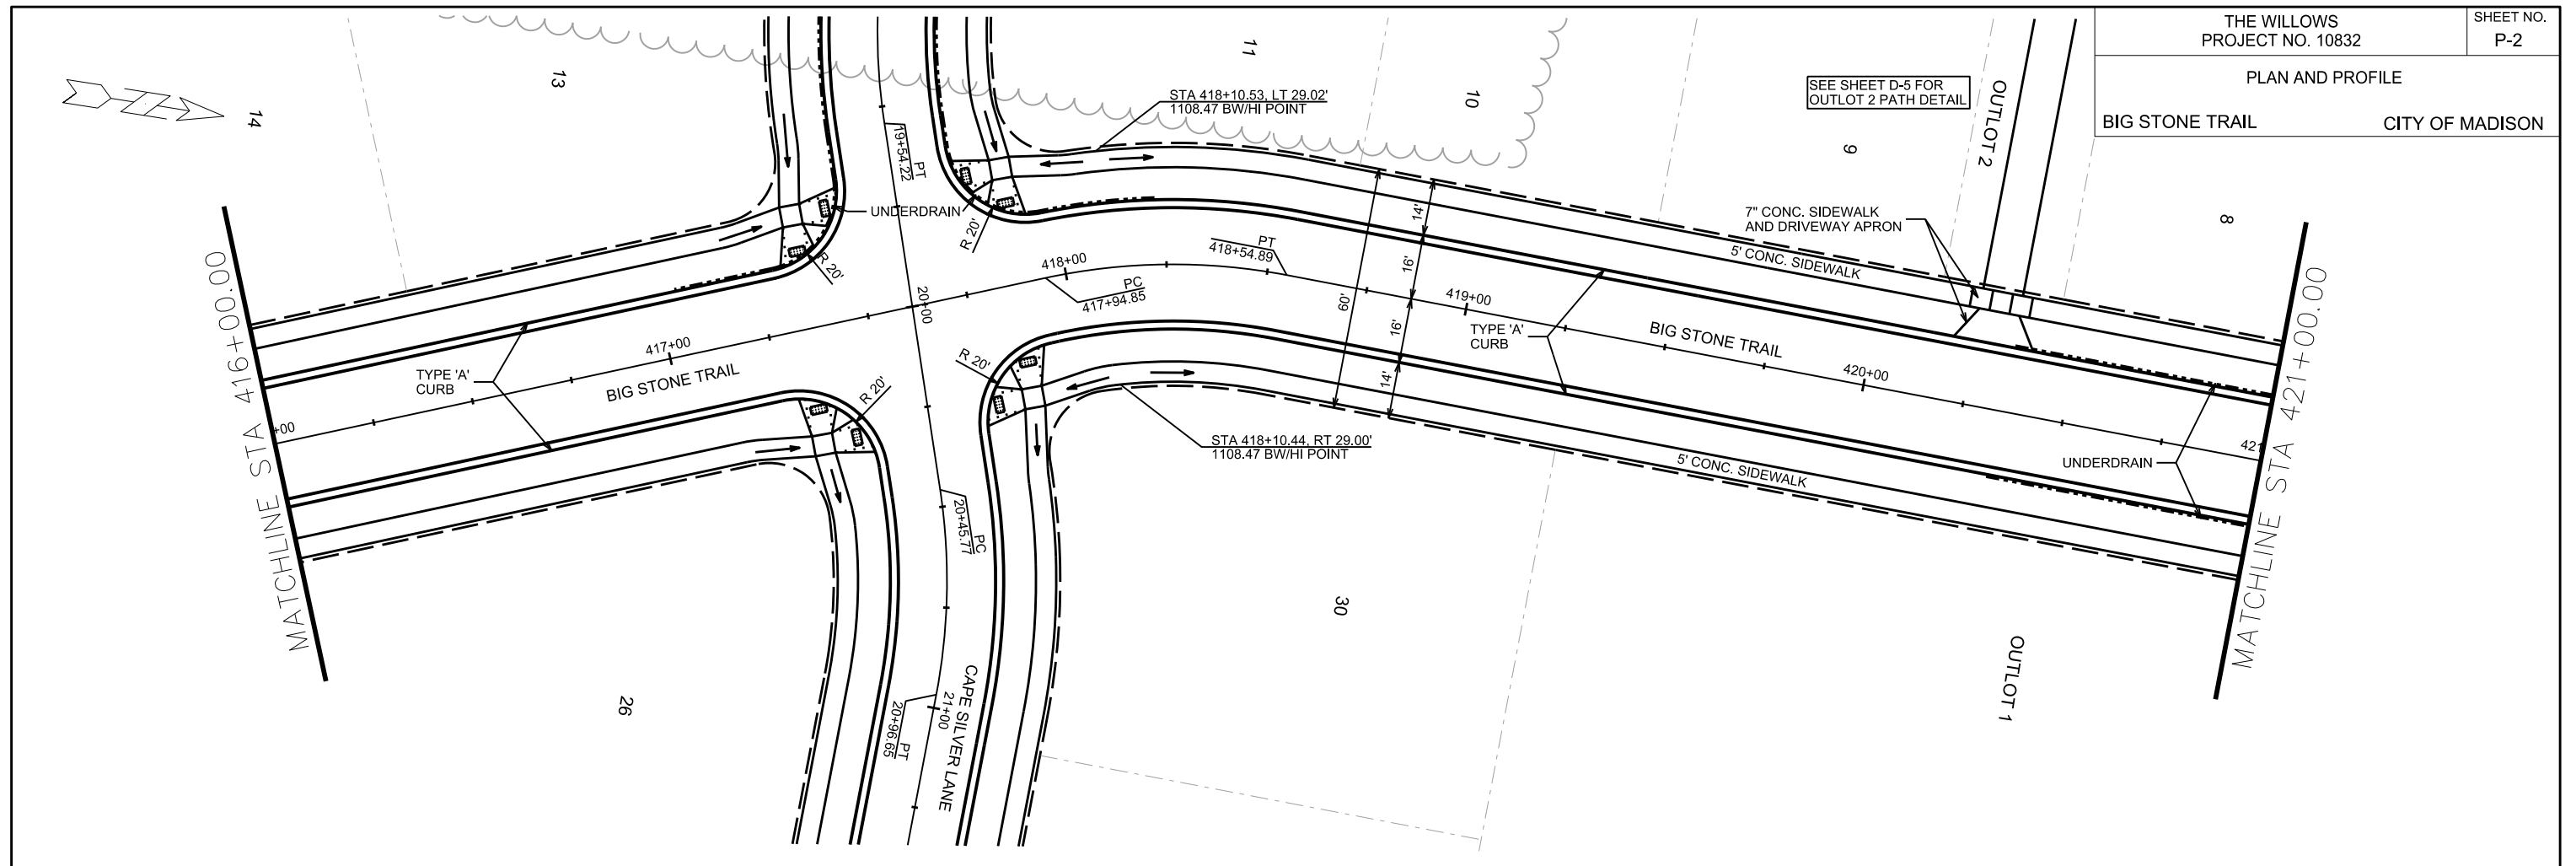 THE WILLOWS
PROJECT NO. 10832
SHEET NO.
P-2
PLAN AND PROFILE
BIG STONE TRAIL
CITY OF MADISON
14
13
11
10
9
8
OUTLOT 2
SEE SHEET D-5 FOR
OUTLOT 2 PATH DETAIL
STA 418+10.53, LT 29.02'
1108.47 BW/HI POINT
PT
19+54.22
UNDERDRAIN
R 20'
R 20'
7" CONC. SIDEWALK
AND DRIVEWAY APRON
5' CONC. SIDEWALK
MATCHLINE STA 416+00.00
MATCHLINE STA 421+00.00
+00
417+00
418+00
419+00
420+00
421
20+00
PC
417+94.85
PT
418+54.89
14'
16'
60'
16'
14'
TYPE 'A'
CURB
BIG STONE TRAIL
TYPE 'A'
CURB
BIG STONE TRAIL
R 20'
R 20'
STA 418+10.44, RT 29.00'
1108.47 BW/HI POINT
5' CONC. SIDEWALK
UNDERDRAIN
PC
20+45.77
PT
20+96.65
21+00
CAPE SILVER LANE
26
30
OUTLOT 1